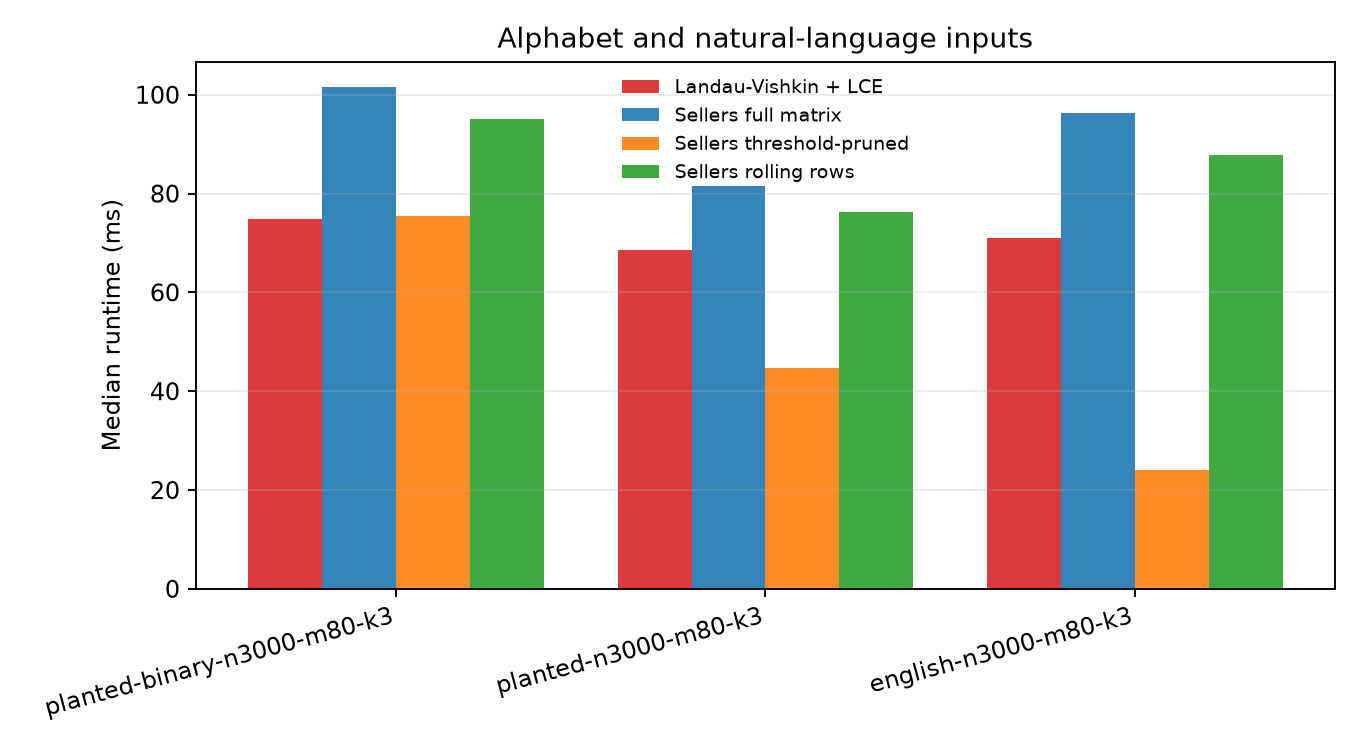 Alphabet and natural-language inputs
Landau-Vishkin + LCE
Sellers full matrix
Sellers threshold-pruned
Sellers rolling rows
Median runtime (ms)
100
80
60
40
20
0
planted-binary-n3000-m80-k3
planted-n3000-m80-k3
english-n3000-m80-k3